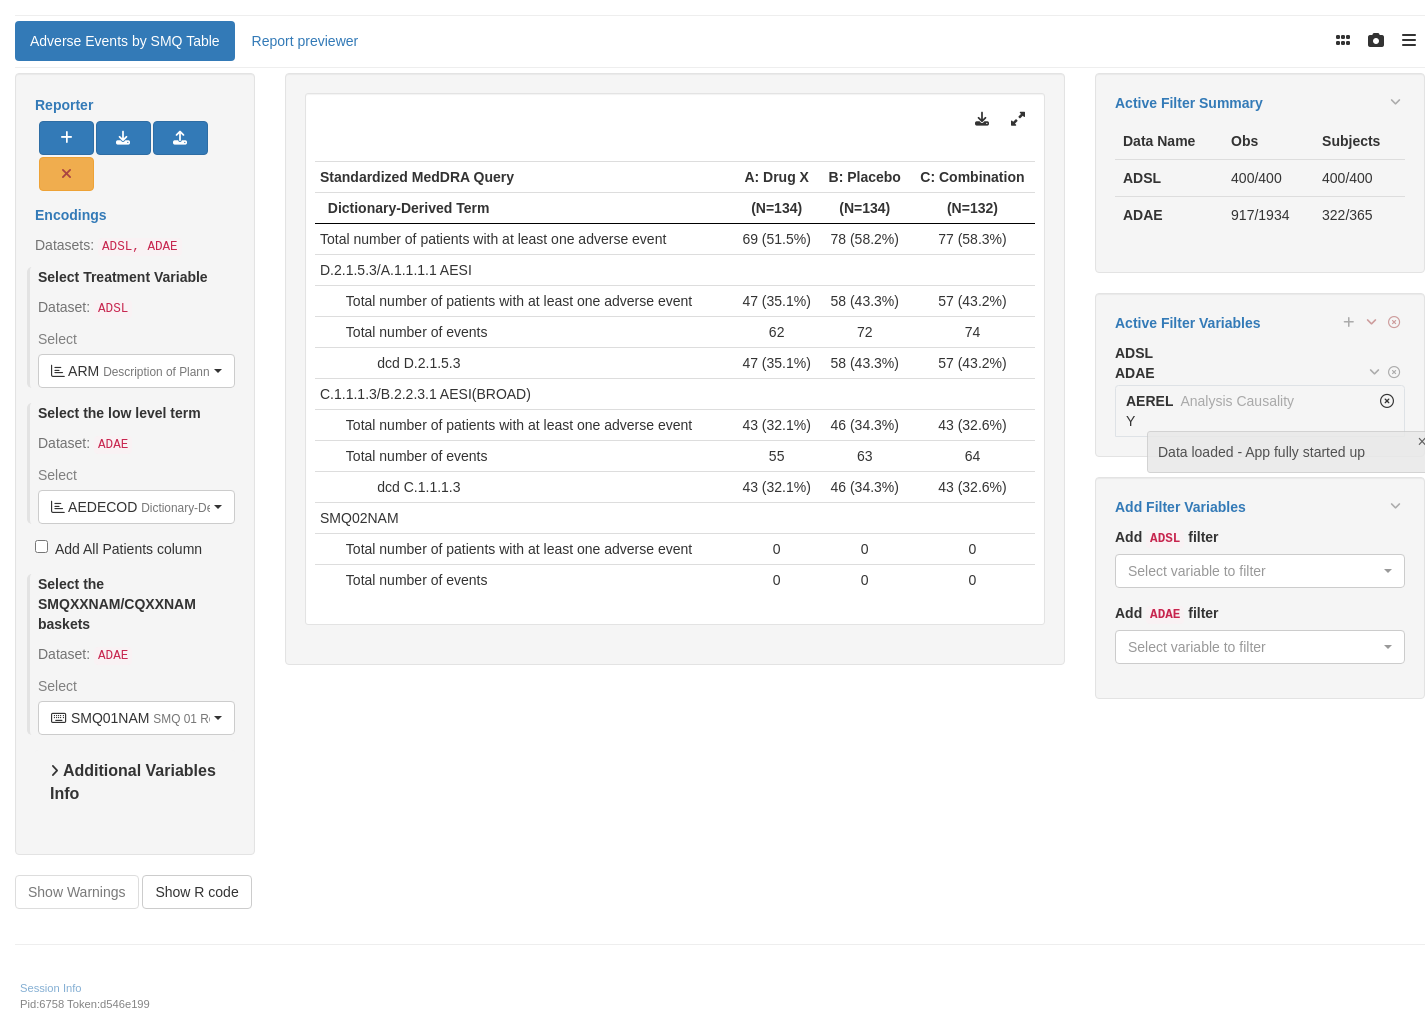 Adverse Events by SMQ Table Report previewer
Reporter
Encodings
Datasets: ADSL, ADAE
Select Treatment Variable
Dataset: ADSL
Select
ARM Description of Plann
Select the low level term
Dataset: ADAE
Select
AEDECOD Dictionary-De
Add All Patients column
Select the
SMQXXNAM/CQXXNAM
baskets
Dataset: ADAE
Select
SMQ01NAM SMQ 01 R
Additional Variables
Info
Show Warnings Show R code
Standardized MedDRA Query A: Drug X B: Placebo C: Combination
Dictionary-Derived Term (N=134) (N=134) (N=132)
Total number of patients with at least one adverse event 69 (51.5%) 78 (58.2%) 77 (58.3%)
D.2.1.5.3/A.1.1.1.1 AESI
Total number of patients with at least one adverse event 47 (35.1%) 58 (43.3%) 57 (43.2%)
Total number of events 62 72 74
dcd D.2.1.5.3 47 (35.1%) 58 (43.3%) 57 (43.2%)
C.1.1.1.3/B.2.2.3.1 AESI(BROAD)
Total number of patients with at least one adverse event 43 (32.1%) 46 (34.3%) 43 (32.6%)
Total number of events 55 63 64
dcd C.1.1.1.3 43 (32.1%) 46 (34.3%) 43 (32.6%)
SMQ02NAM
Total number of patients with at least one adverse event 0 0 0
Total number of events 0 0 0
Active Filter Summary
Data Name Obs Subjects
ADSL 400/400 400/400
ADAE 917/1934 322/365
Active Filter Variables
ADSL
ADAE
AEREL Analysis Causality
Y
Data loaded - App fully started up
Add Filter Variables
Add ADSL filter
Select variable to filter
Add ADAE filter
Select variable to filter
Session Info
Pid:6758 Token:d546e199